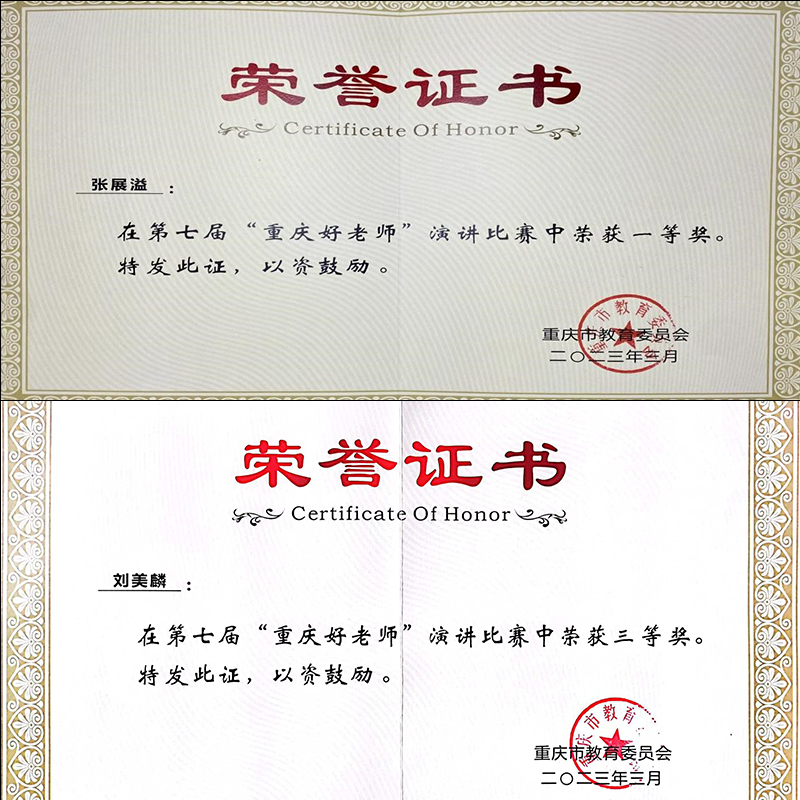 荣誉证书
Certificate Of Honor
张展溢：
在第七届“重庆好老师”演讲比赛中荣获一等奖。
特发此证，以资鼓励。
重庆市教育委员会
二〇二三年三月
荣誉证书
Certificate Of Honor
刘美麟：
在第七届“重庆好老师”演讲比赛中荣获三等奖。
特发此证，以资鼓励。
重庆市教育委员会
二〇二三年三月